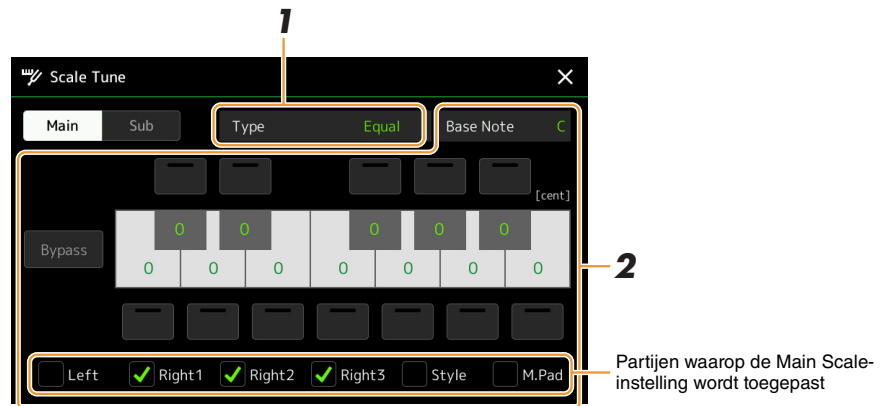 1
Scale Tune
Main Sub Type Equal Base Note C
[cent]
0 0 0 0 0
Bypass
0 0 0 0 0 0 0
2
Left Right1 Right2 Right3 Style M.Pad
Partijen waarop de Main Scale-
instelling wordt toegepast